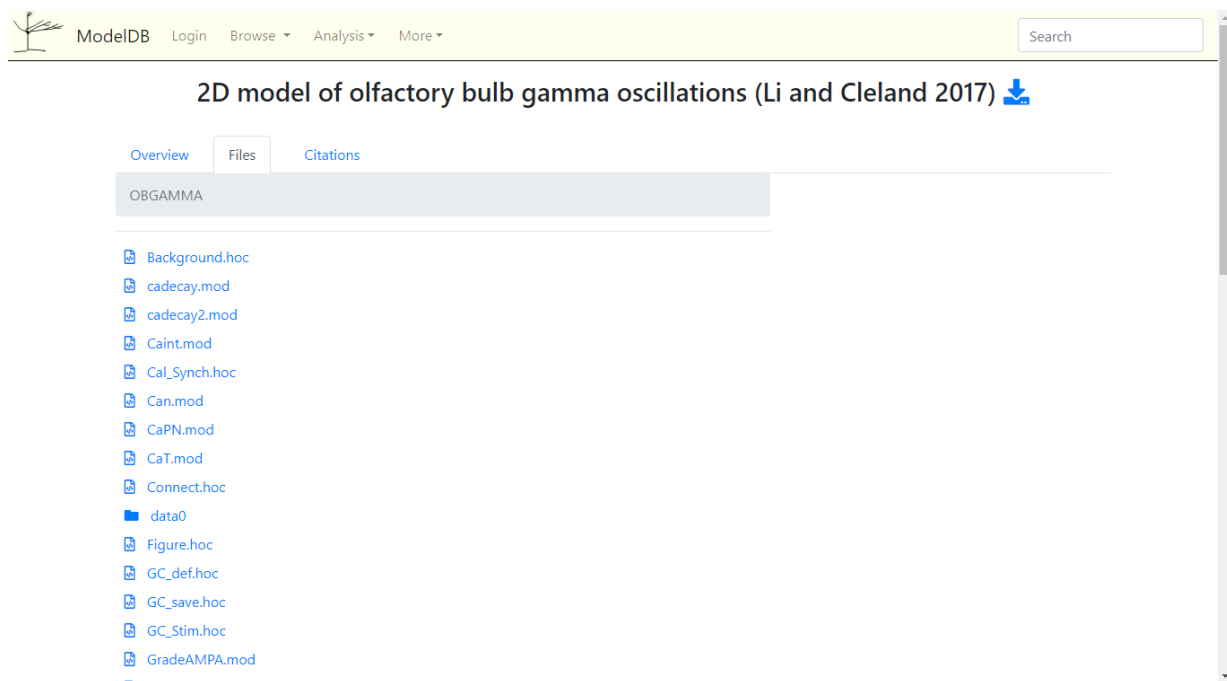 ModelDB Login Browse Analysis More Search
2D model of olfactory bulb gamma oscillations (Li and Cleland 2017)
Overview Files Citations
OBGAMMA
Background.hoc
cadecay.mod
cadecay2.mod
Caint.mod
Cal_Synch.hoc
Can.mod
CaPN.mod
CaT.mod
Connect.hoc
data0
Figure.hoc
GC_def.hoc
GC_save.hoc
GC_Stim.hoc
GradeAMPA.mod